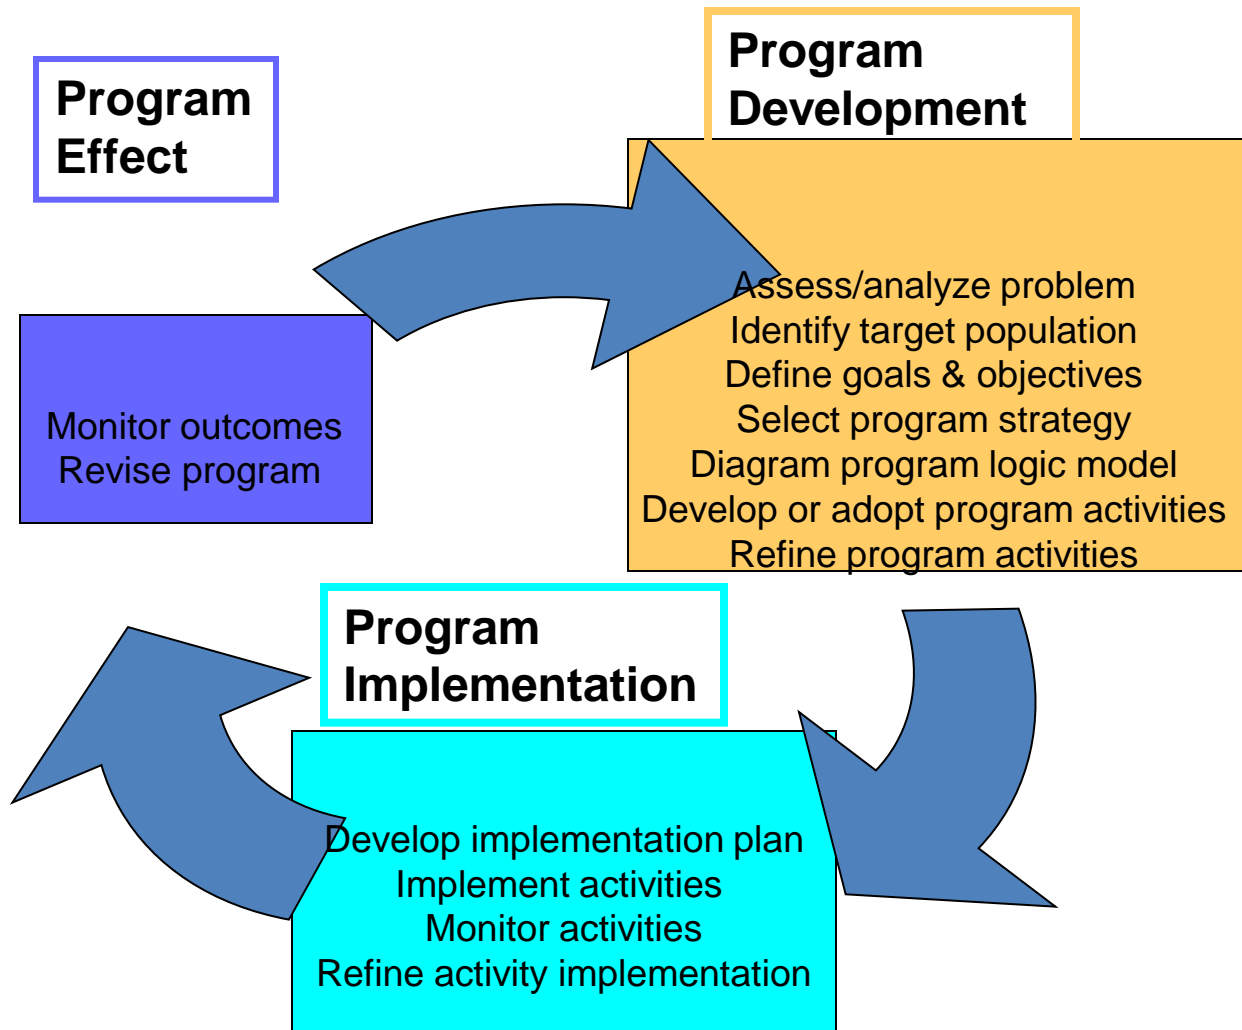 Program
Effect
Monitor outcomes
Revise program
Program
Development
Assess/analyze problem
Identify target population
Define goals & objectives
Select program strategy
Diagram program logic model
Develop or adopt program activities
Refine program activities
Program
Implementation
Develop implementation plan
Implement activities
Monitor activities
Refine activity implementation